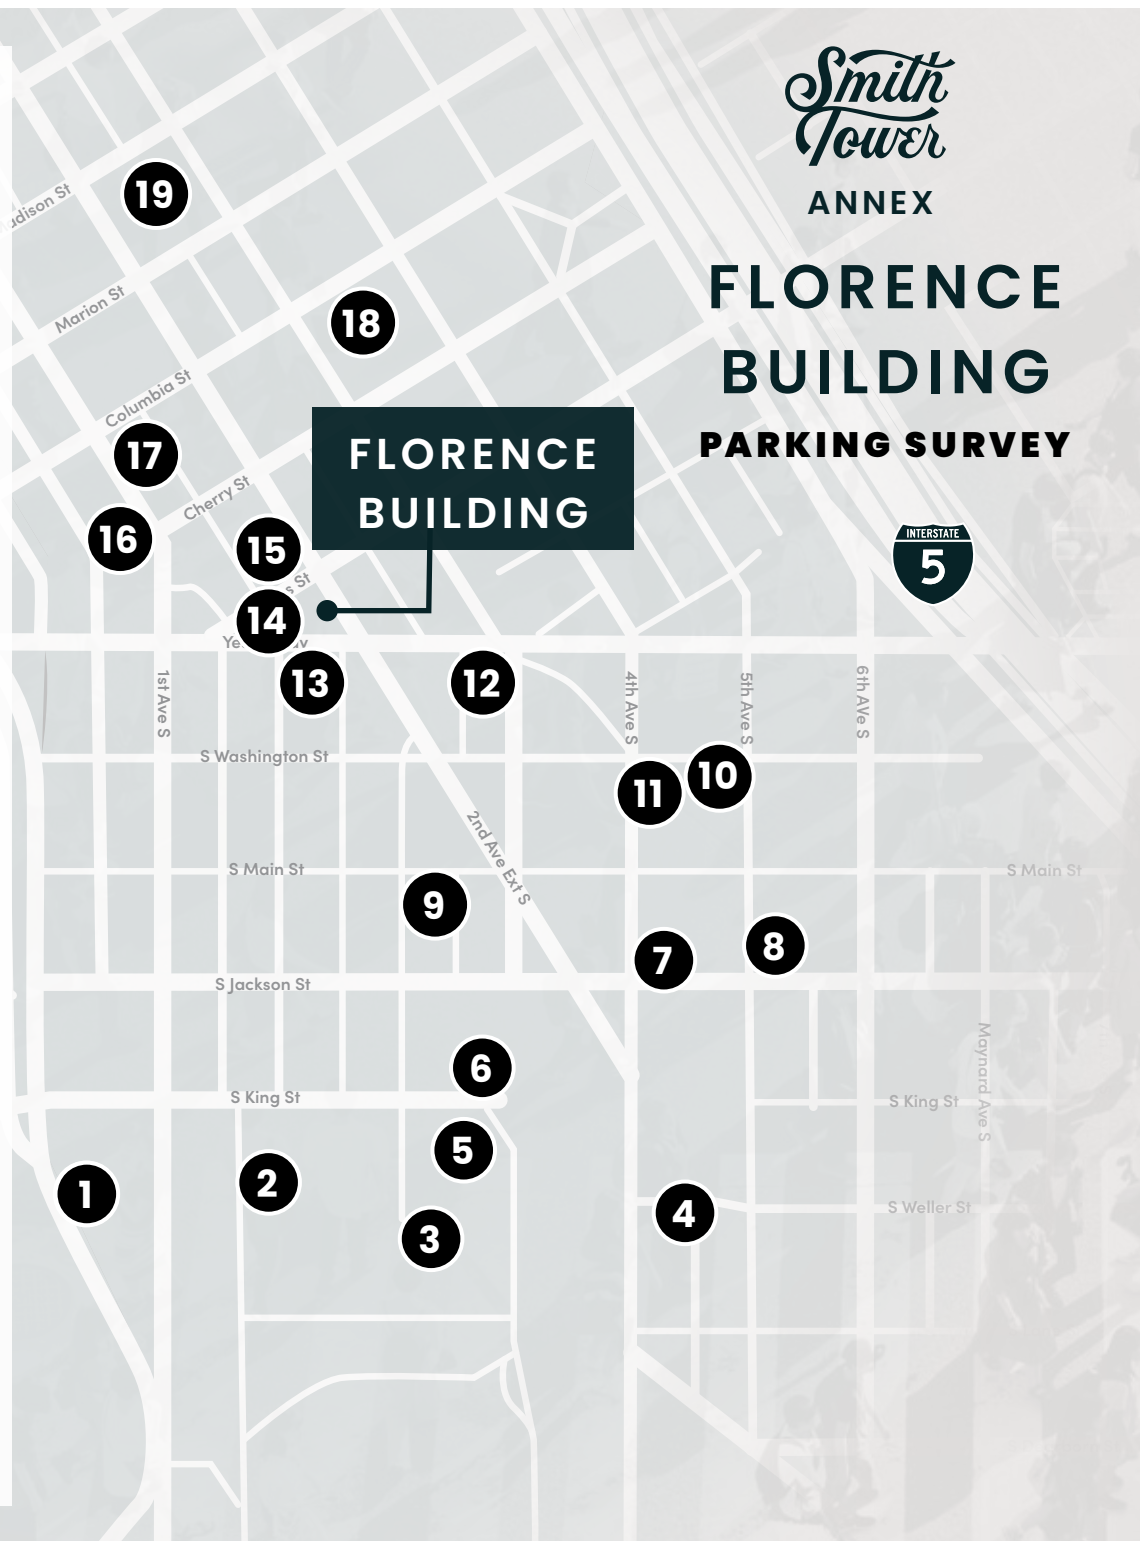 Smith
Tower
ANNEX
FLORENCE
BUILDING
PARKING SURVEY
INTERSTATE
5
19
Marion St
18
Columbia St
FLORENCE
BUILDING
17
Cherry St
16
15
St
14
13
12
1st Ave S
4th Ave S
5th Ave S
6th AVe S
S Washington St
11
10
2nd Ave Ext S
S Main St
S Main St
9
7
8
S Jackson St
6
Maynard Ave S
S King St
S King St
5
1
2
3
4
S Weller St